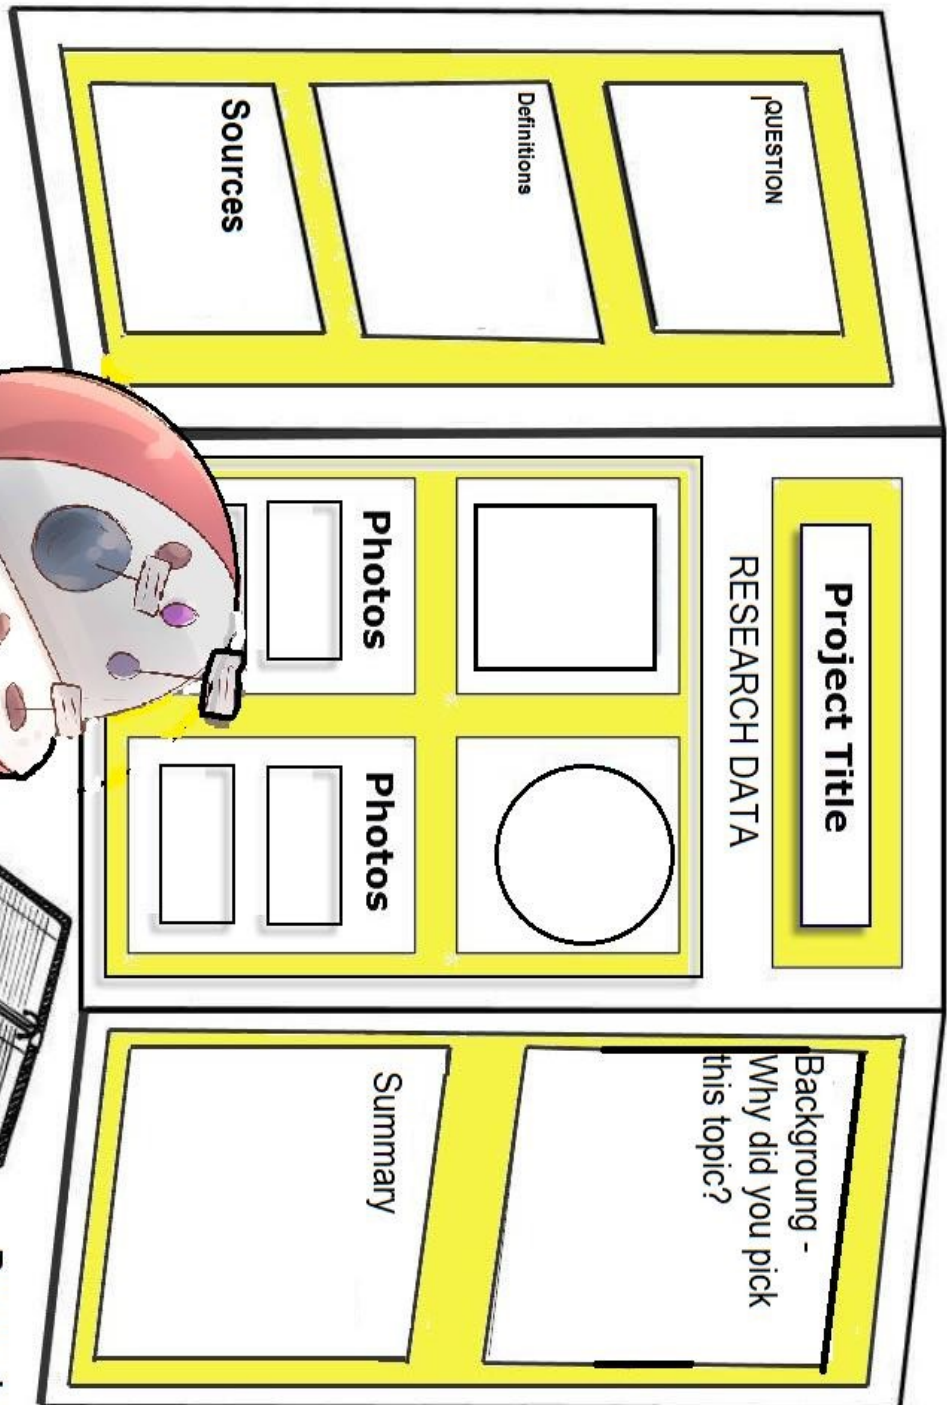 QUESTION
Definitions
Sources
Project Title
RESEARCH DATA
Photos
Photos
Backgroung -
Why did you pick
this topic?
Summary